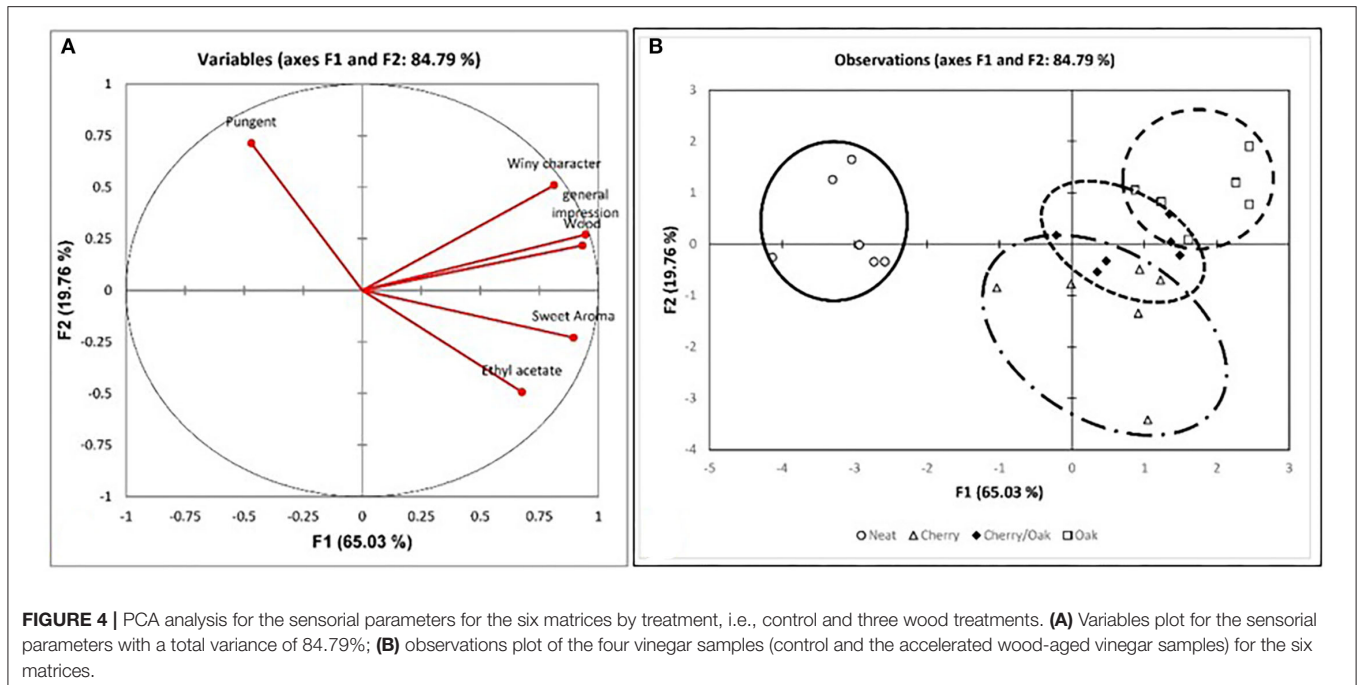 A
Variables (axes F1 and F2: 84.79 %)
1
0.75
0.5
0.25
0
-0.25
-0.5
-0.75
-1
F2 (19.76 %)
Pungent
Winy character
general
impression
Wood
Sweet Aroma
Ethyl acetate
-1 -0.75 -0.5 -0.25 0 0.25 0.5 0.75 1
F1 (65.03 %)
B
Observations (axes F1 and F2: 84.79 %)
3
2
1
0
-1
-2
-3
-4
F2 (19.76 %)
-5 -4 -3 -2 -1 0 1 2 3
F1 (65.03 %)
Neat Cherry Cherry/Oak Oak
FIGURE 4 | PCA analysis for the sensorial parameters for the six matrices by treatment, i.e., control and three wood treatments. (A) Variables plot for the sensorial
parameters with a total variance of 84.79%; (B) observations plot of the four vinegar samples (control and the accelerated wood-aged vinegar samples) for the six
matrices.